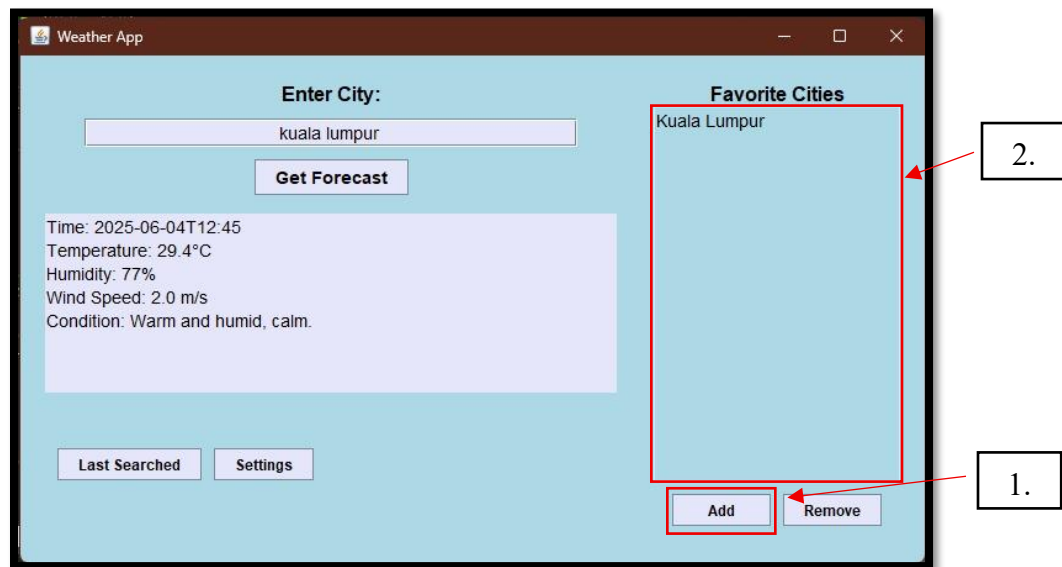 Weather App
Enter City:
kuala lumpur
Get Forecast
Time: 2025-06-04T12:45
Temperature: 29.4°C
Humidity: 77%
Wind Speed: 2.0 m/s
Condition: Warm and humid, calm.
Last Searched
Settings
Favorite Cities
Kuala Lumpur
Add
Remove
2.
1.